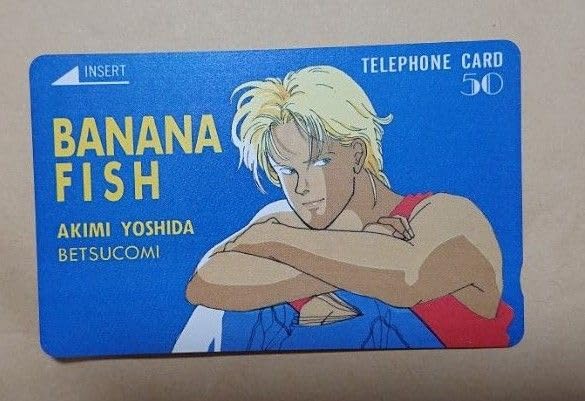 INSERT
TELEPHONE CARD
50
BANANA
FISH
AKIMI YOSHIDA
BETSUCOMI